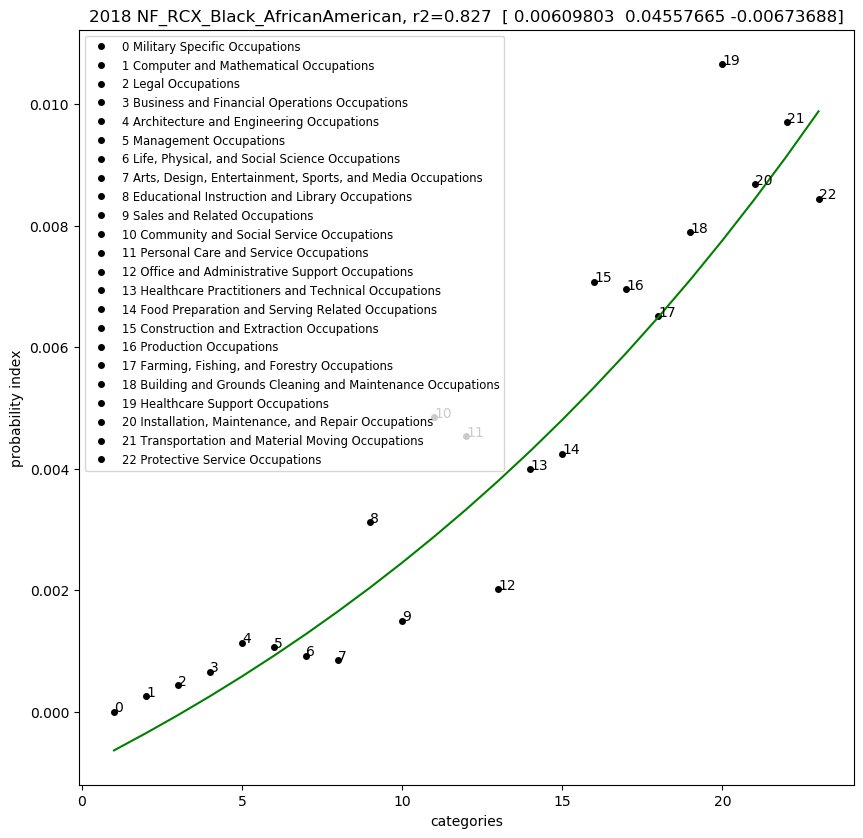 2018 NF_RCX_Black_AfricanAmerican, r2=0.827 [ 0.00609803 0.04557665 -0.00673688]
0 Military Specific Occupations
1 Computer and Mathematical Occupations
2 Legal Occupations
3 Business and Financial Operations Occupations
4 Architecture and Engineering Occupations
5 Management Occupations
6 Life, Physical, and Social Science Occupations
7 Arts, Design, Entertainment, Sports, and Media Occupations
8 Educational Instruction and Library Occupations
9 Sales and Related Occupations
10 Community and Social Service Occupations
11 Personal Care and Service Occupations
12 Office and Administrative Support Occupations
13 Healthcare Practitioners and Technical Occupations
14 Food Preparation and Serving Related Occupations
15 Construction and Extraction Occupations
16 Production Occupations
17 Farming, Fishing, and Forestry Occupations
18 Building and Grounds Cleaning and Maintenance Occupations
19 Healthcare Support Occupations
20 Installation, Maintenance, and Repair Occupations
21 Transportation and Material Moving Occupations
22 Protective Service Occupations
0
1
2
3
4
5
6
7
8
9
10
11
12
13
14
15
16
17
18
19
20
21
22
probability index
0.010
0.008
0.006
0.004
0.002
0.000
0
5
10
15
20
categories